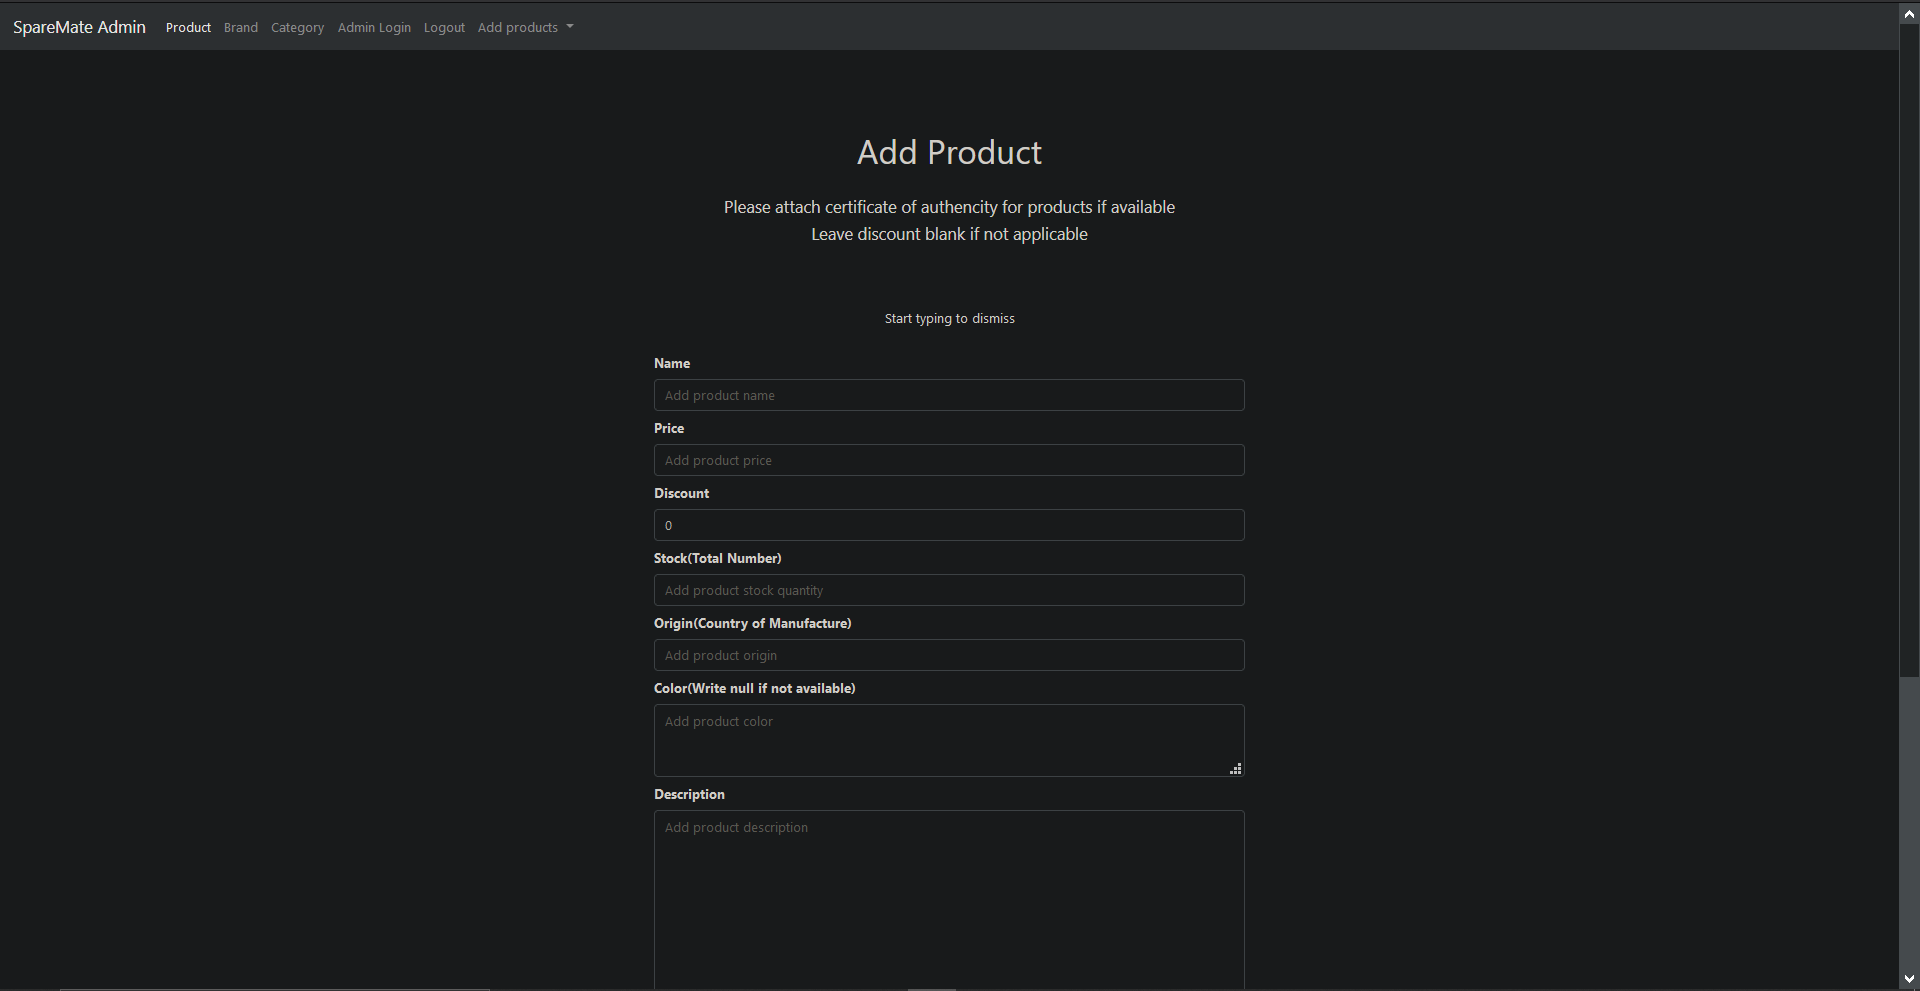 SpareMate Admin Product Brand Category Admin Login Logout Add products
Add Product
Please attach certificate of authencity for products if available
Leave discount blank if not applicable
Start typing to dismiss
Name
Add product name
Price
Add product price
Discount
0
Stock(Total Number)
Add product stock quantity
Origin(Country of Manufacture)
Add product origin
Color(Write null if not available)
Add product color
Description
Add product description